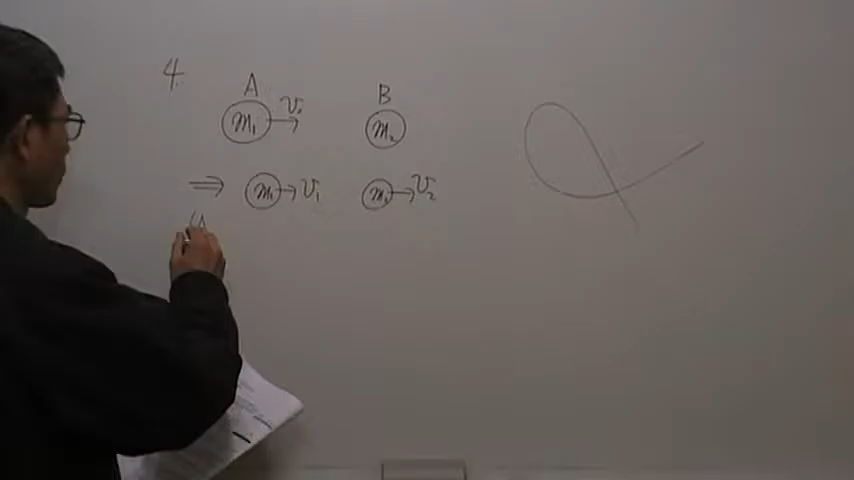 4.
A B
m₁ → v₀ m₂
⇒ m₁ → v₁ m₂ → v₂
(A